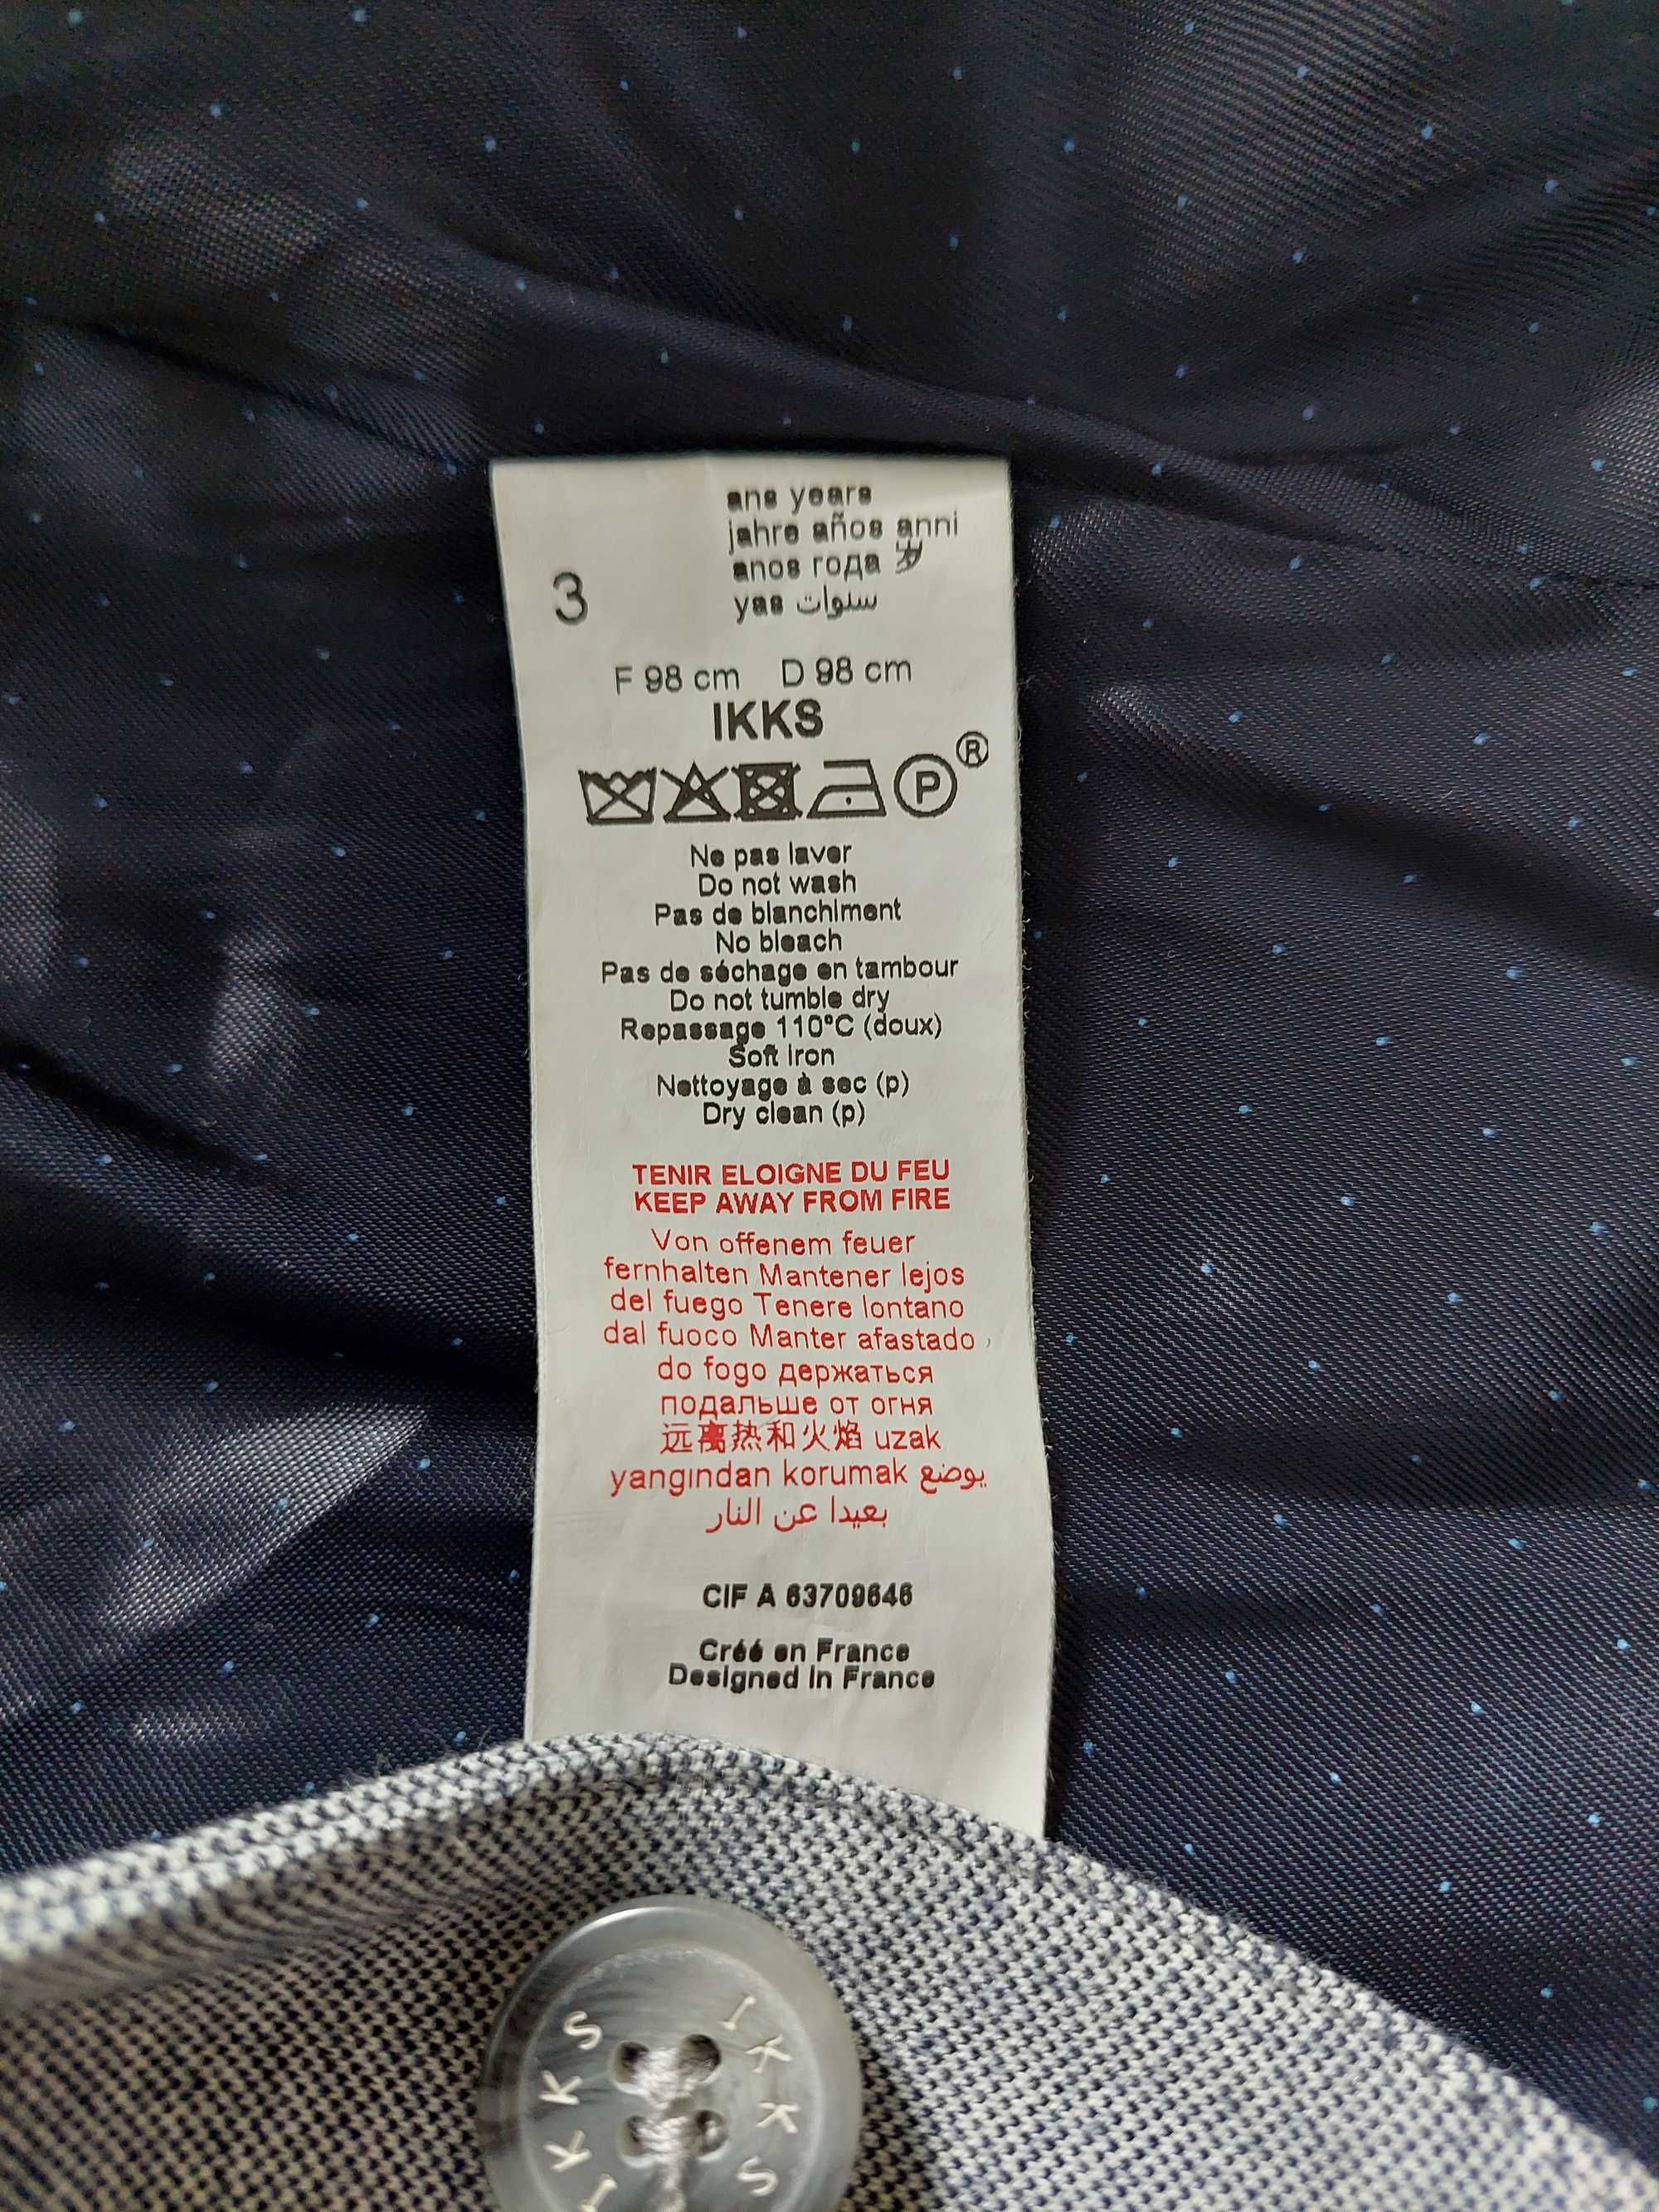 ans years
jahre años anni
anos года 岁
yas سنوات
3
F 98 cm D 98 cm
IKKS
P ®
Ne pas laver
Do not wash
Pas de blanchiment
No bleach
Pas de séchage en tambour
Do not tumble dry
Repassage 110°C (doux)
Soft iron
Nettoyage à sec (p)
Dry clean (p)
TENIR ELOIGNE DU FEU
KEEP AWAY FROM FIRE
Von offenem feuer
fernhalten Mantener lejos
del fuego Tenere lontano
dal fuoco Manter afastado
do fogo держаться
подальше от огня
远离热和火焰 uzak
yangından korumak يوضع
بعيدا عن النار
CIF A 63709646
Créé en France
Designed in France
IKKS
IKKS